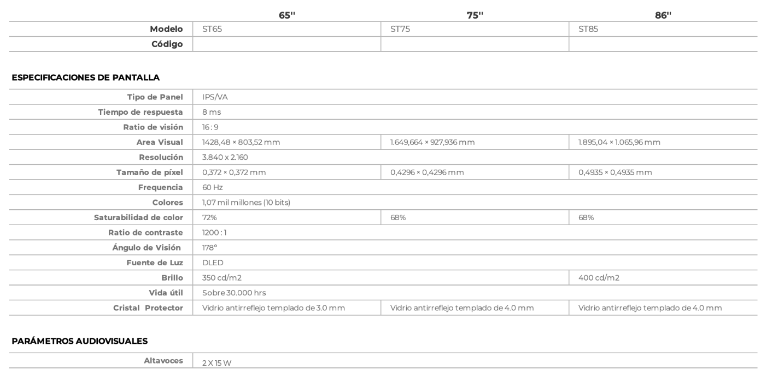 65" 75" 86"
Modelo ST65 ST75 ST85
Código
ESPECIFICACIONES DE PANTALLA
Tipo de Panel IPS/VA
Tiempo de respuesta 8 ms
Ratio de visión 16 : 9
Area Visual 1428,48 × 803,52 mm 1.649,664 × 927,936 mm 1.895,04 × 1.065,96 mm
Resolución 3.840 x 2.160
Tamaño de píxel 0,372 × 0,372 mm 0,4296 × 0,4296 mm 0,4935 × 0,4935 mm
Frequencia 60 Hz
Colores 1,07 mil millones (10 bits)
Saturabilidad de color 72% 68% 68%
Ratio de contraste 1200 : 1
Ángulo de Visión 178°
Fuente de Luz DLED
Brillo 350 cd/m2 400 cd/m2
Vida útil Sobre 30.000 hrs
Cristal Protector Vidrio antirreflejo templado de 3.0 mm Vidrio antirreflejo templado de 4.0 mm Vidrio antirreflejo templado de 4.0 mm
PARÁMETROS AUDIOVISUALES
Altavoces 2 X 15 W